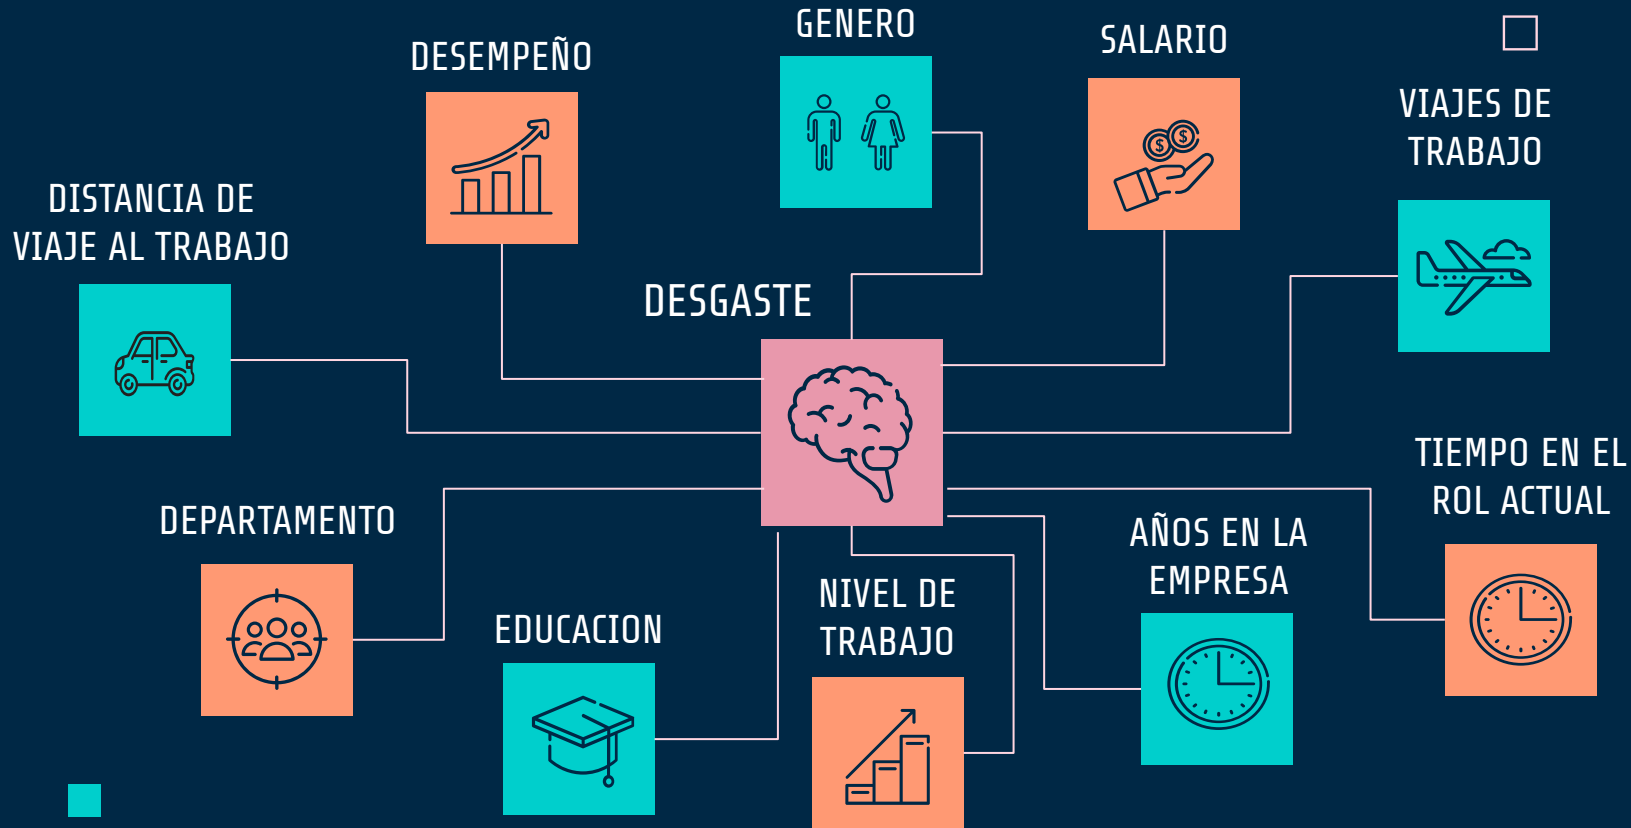 GENERO
SALARIO
DESEMPEÑO
VIAJES DE
TRABAJO
DISTANCIA DE
VIAJE AL TRABAJO
DESGASTE
TIEMPO EN EL
ROL ACTUAL
DEPARTAMENTO
AÑOS EN LA
EMPRESA
NIVEL DE
TRABAJO
EDUCACION
$
$